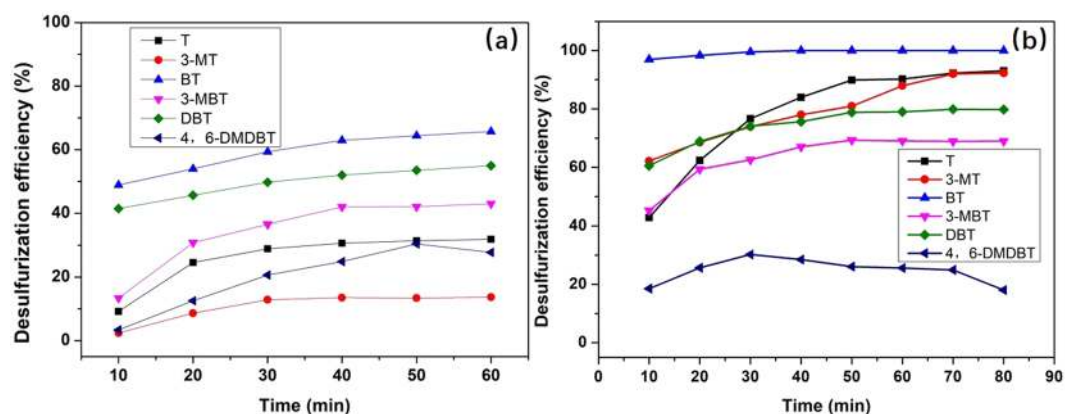 (a)
Desulfurization efficiency (%)
100
80
60
40
20
0
T
3-MT
BT
3-MBT
DBT
4，6-DMDBT
10 20 30 40 50 60
Time (min)
(b)
Desulfurization efficiency (%)
100
80
60
40
20
0
T
3-MT
BT
3-MBT
DBT
4，6-DMDBT
0 10 20 30 40 50 60 70 80 90
Time (min)